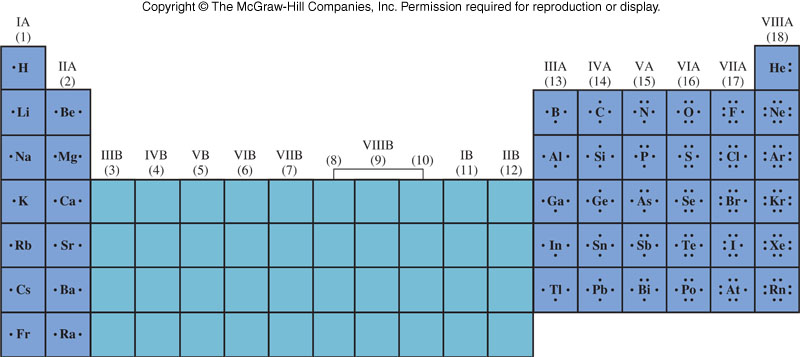 Copyright © The McGraw-Hill Companies, Inc. Permission required for reproduction or display.
IA VIIIA
(1) (18)
H IIA IIIA IVA VA VIA VIIA He
(2) (13) (14) (15) (16) (17)
Li Be B C N O F Ne
Na Mg IIIB IVB VB VIB VIIB VIIIB IB IIB Al Si P S Cl Ar
(3) (4) (5) (6) (7) (8) (9) (10) (11) (12)
K Ca Ga Ge As Se Br Kr
Rb Sr In Sn Sb Te I Xe
Cs Ba Tl Pb Bi Po At Rn
Fr Ra